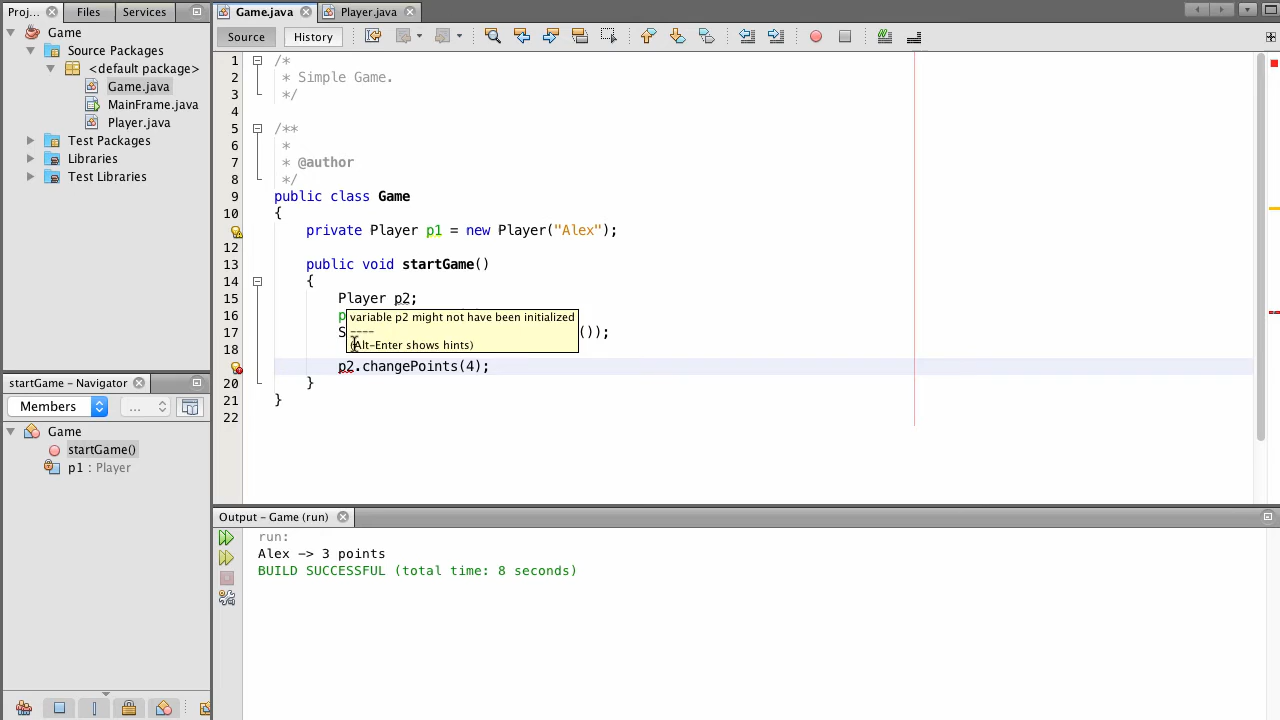 Proj...
Files
Services
Game
Source Packages
<default package>
Game.java
MainFrame.java
Player.java
Test Packages
Libraries
Test Libraries
startGame – Navigator
Members
...
Game
startGame()
p1 : Player
Game.java
Player.java
Source
History
1 /*
2 * Simple Game.
3 */
4
5 /**
6 *
7 * @author
8 */
9 public class Game
10 {
private Player p1 = new Player("Alex");
12
13 public void startGame()
14 {
15 Player p2;
16 p
17 S ());
18
p2.changePoints(4);
20 }
21 }
22
variable p2 might not have been initialized
----
(Alt-Enter shows hints)
Output – Game (run)
run:
Alex -> 3 points
BUILD SUCCESSFUL (total time: 8 seconds)